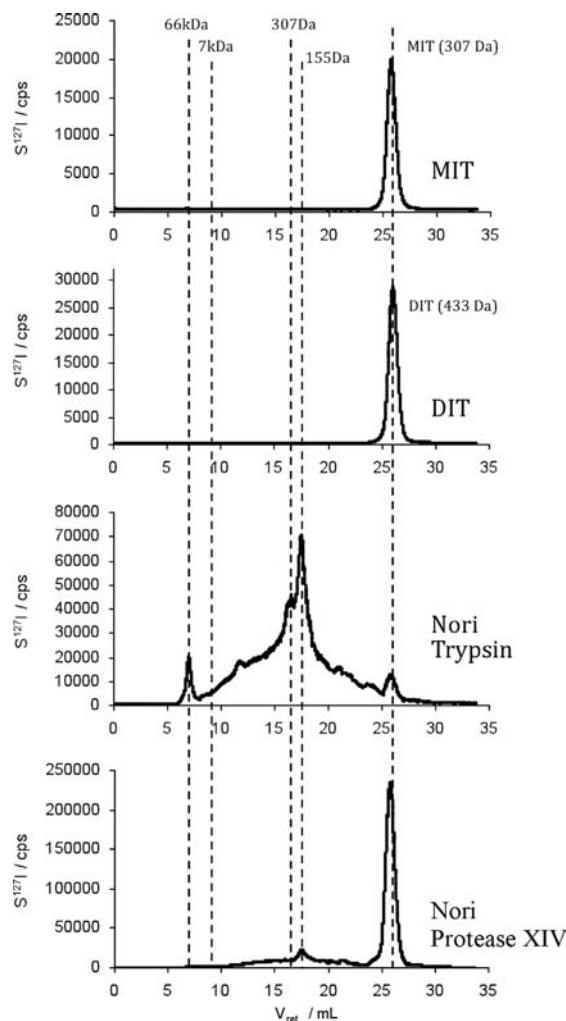 66kDa 307Da
7kDa 155Da
25000
20000
15000
10000
5000
0
S¹²⁷I / cps
MIT (307 Da)
MIT
0 5 10 15 20 25 30 35
30000
25000
20000
15000
10000
5000
0
S¹²⁷I / cps
DIT (433 Da)
DIT
0 5 10 15 20 25 30 35
80000
70000
60000
50000
40000
30000
20000
10000
0
S¹²⁷I / cps
Nori
Trypsin
0 5 10 15 20 25 30 35
250000
200000
150000
100000
50000
0
S¹²⁷I / cps
Nori
Protease XIV
0 5 10 15 20 25 30 35
V_ret / mL